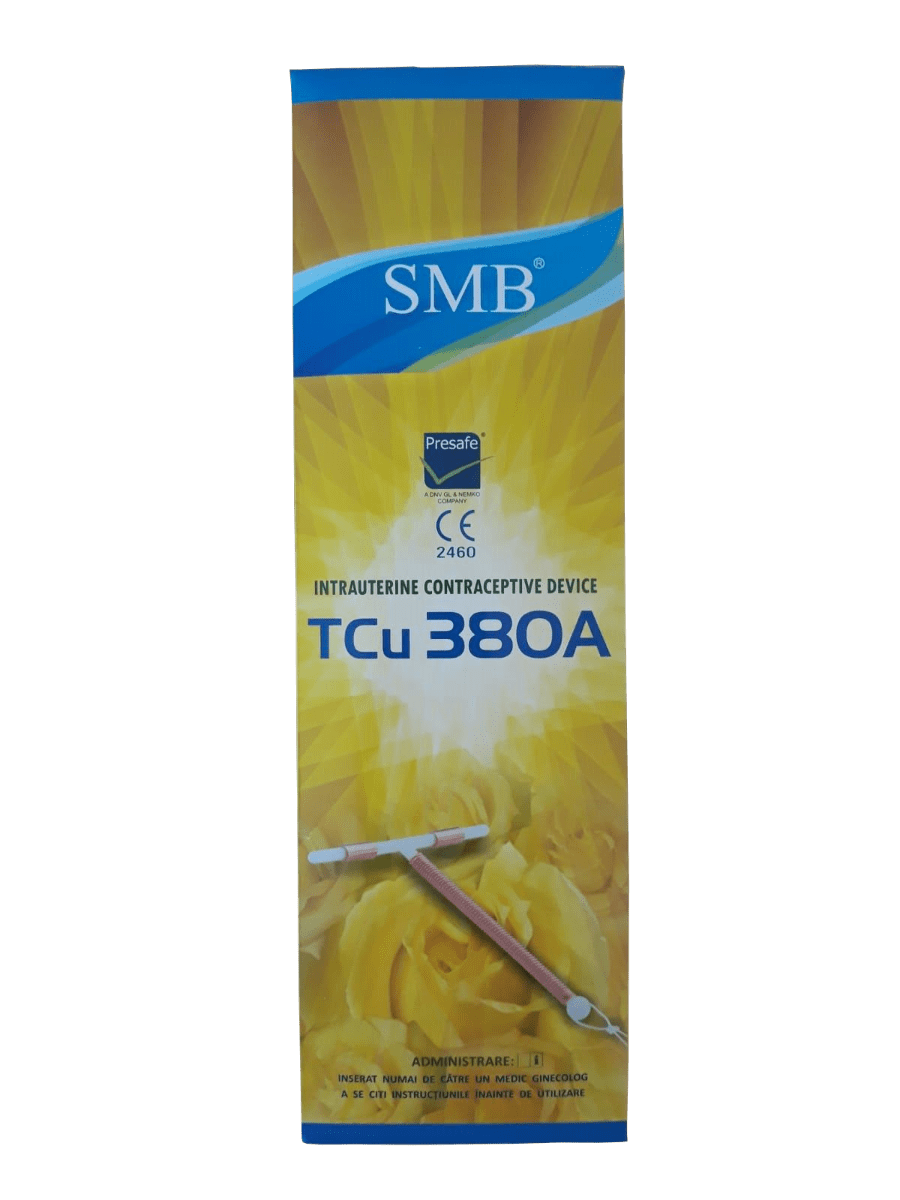 SMB®
Presafe®
A DNV GL & NEMKO
COMPANY
CE
2460
INTRAUTERINE CONTRACEPTIVE DEVICE
TCu 380A
ADMINISTRARE: i
INSERAT NUMAI DE CĂTRE UN MEDIC GINECOLOG
A SE CITI INSTRUCȚIUNILE ÎNAINTE DE UTILIZARE